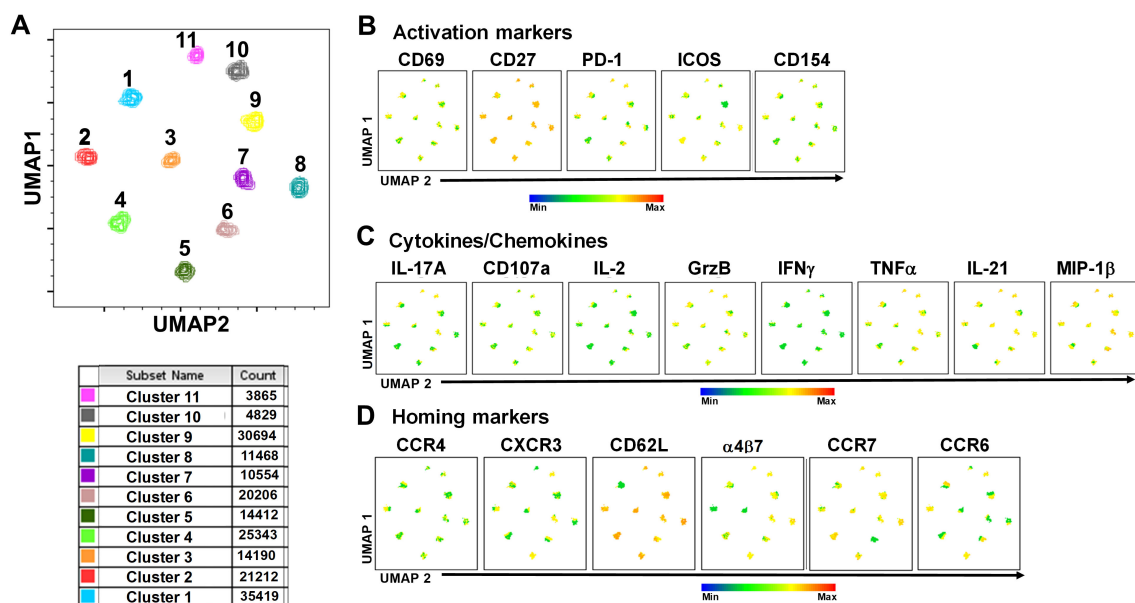 A
11
10
1
9
2
3
7
8
4
6
5
UMAP1
UMAP2
Subset Name Count
Cluster 11 3865
Cluster 10 4829
Cluster 9 30694
Cluster 8 11468
Cluster 7 10554
Cluster 6 20206
Cluster 5 14412
Cluster 4 25343
Cluster 3 14190
Cluster 2 21212
Cluster 1 35419
B Activation markers
CD69 CD27 PD-1 ICOS CD154
UMAP 1
UMAP 2
Min Max
C Cytokines/Chemokines
IL-17A CD107a IL-2 GrzB IFNγ TNFα IL-21 MIP-1β
UMAP 1
UMAP 2
Min Max
D Homing markers
CCR4 CXCR3 CD62L α4β7 CCR7 CCR6
UMAP 1
UMAP 2
Min Max